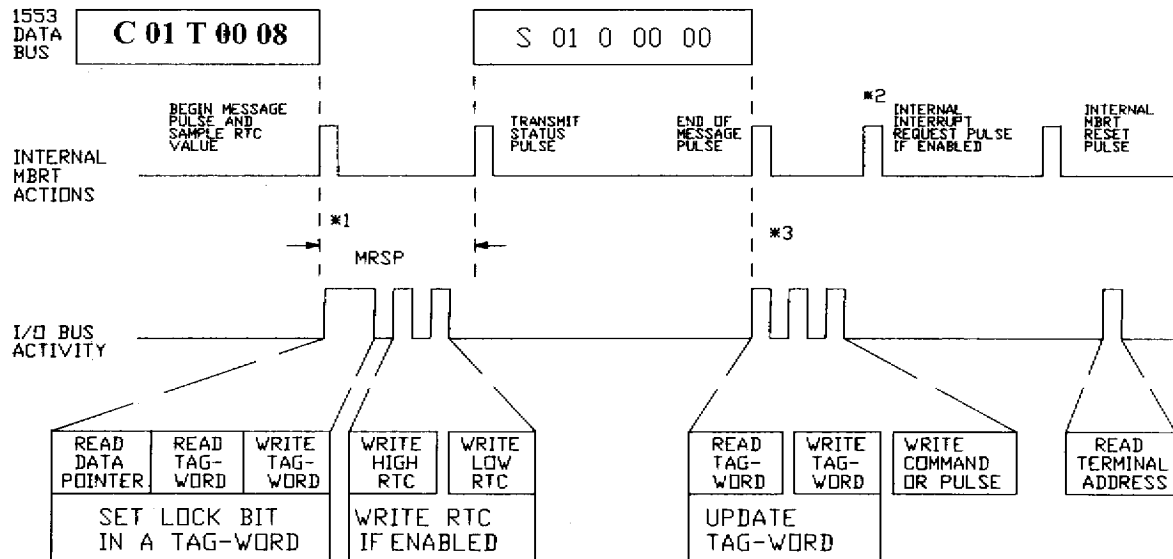 1553
DATA
BUS
C 01 T 00 08
S 01 0 00 00
INTERNAL
MBRT
ACTIONS
BEGIN MESSAGE
PULSE AND
SAMPLE RTC
VALUE
TRANSMIT
STATUS
PULSE
END OF
MESSAGE
PULSE
*2
INTERNAL
INTERRUPT
REQUEST PULSE
IF ENABLED
INTERNAL
MBRT
RESET
PULSE
*1
MRSP
*3
I/O BUS
ACTIVITY
READ
DATA
POINTER
READ
TAG-
WORD
WRITE
TAG-
WORD
SET LOCK BIT
IN A TAG-WORD
WRITE
HIGH
RTC
WRITE
LOW
RTC
WRITE RTC
IF ENABLED
READ
TAG-
WORD
WRITE
TAG-
WORD
UPDATE
TAG-WORD
WRITE
COMMAND
OR PULSE
READ
TERMINAL
ADDRESS